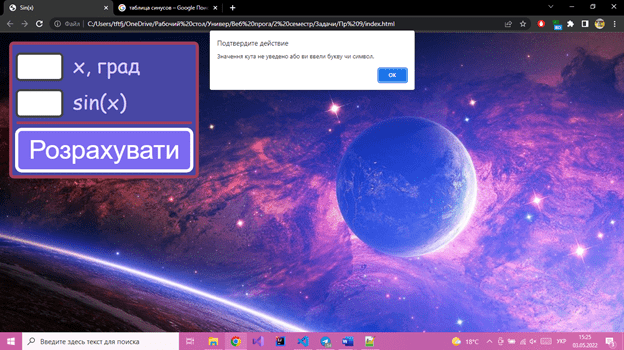 Sin(x)
таблица синусов - Google Пои
Файл
C:/Users/tftfj/OneDrive/Рабочий%20стол/Универ/Веб%20прога/2%20семестр/Задачи/Пр%209/index.html
Подтвердите действие
Значення кута не уведено або ви ввели букву чи символ.
ОК
x, град
sin(x)
Розрахувати
Введите здесь текст для поиска
18°C
УКР
15:25
03.05.2022